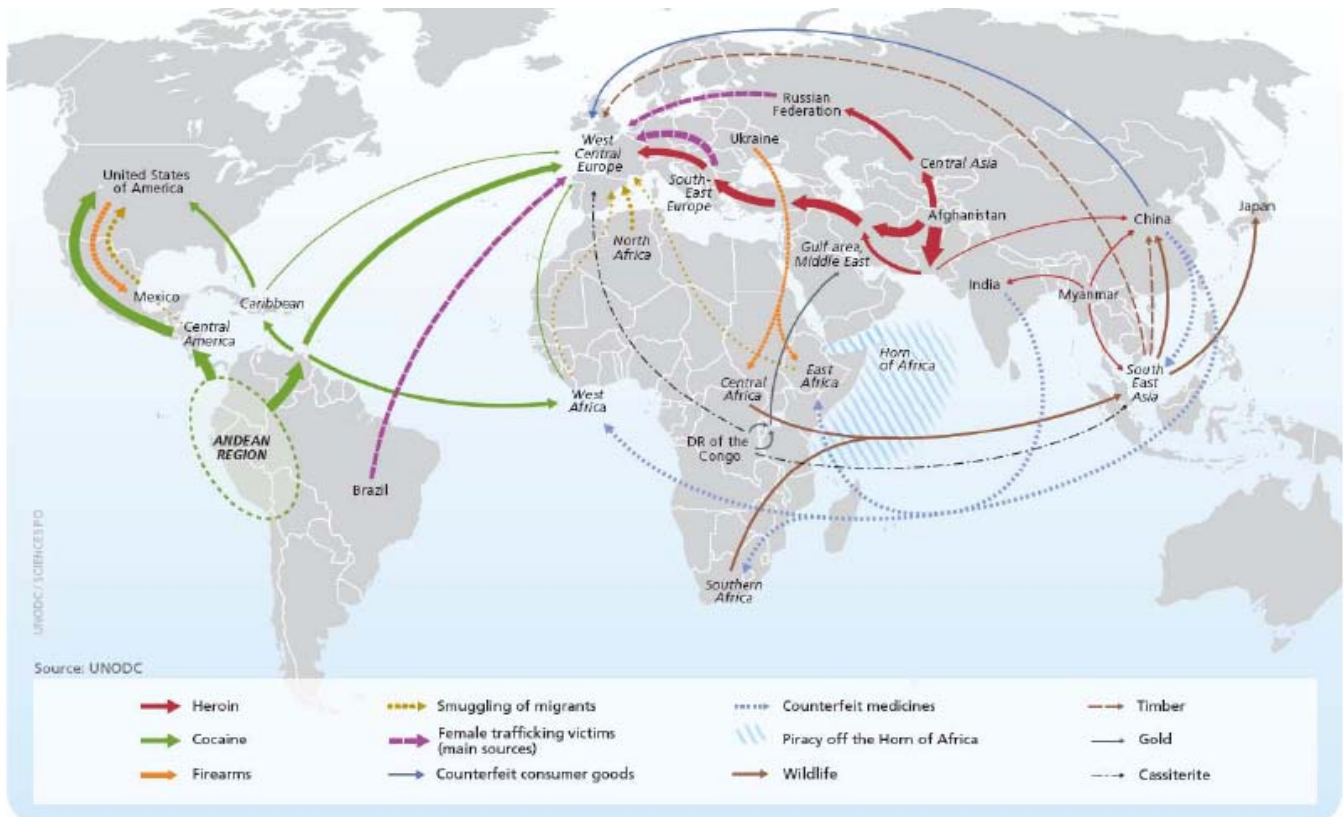 Russian
Federation
West
Central
Europe
Ukraine
United States
of America
Central Asia
South-
East
Europe
Afghanistan
Japan
China
North
Africa
Gulf area,
Middle East
India
Mexico
Caribbean
Myanmar
Central
America
Horn
of Africa
Central
Africa
East
Africa
South
East
Asia
West
Africa
ANDEAN
REGION
DR of the
Congo
Brazil
Southern
Africa
UNODC / SCIENCES PO
Source: UNODC
Heroin
Smuggling of migrants
Counterfeit medicines
Timber
Cocaine
Female trafficking victims
(main sources)
Piracy off the Horn of Africa
Gold
Firearms
Counterfeit consumer goods
Wildlife
Cassiterite